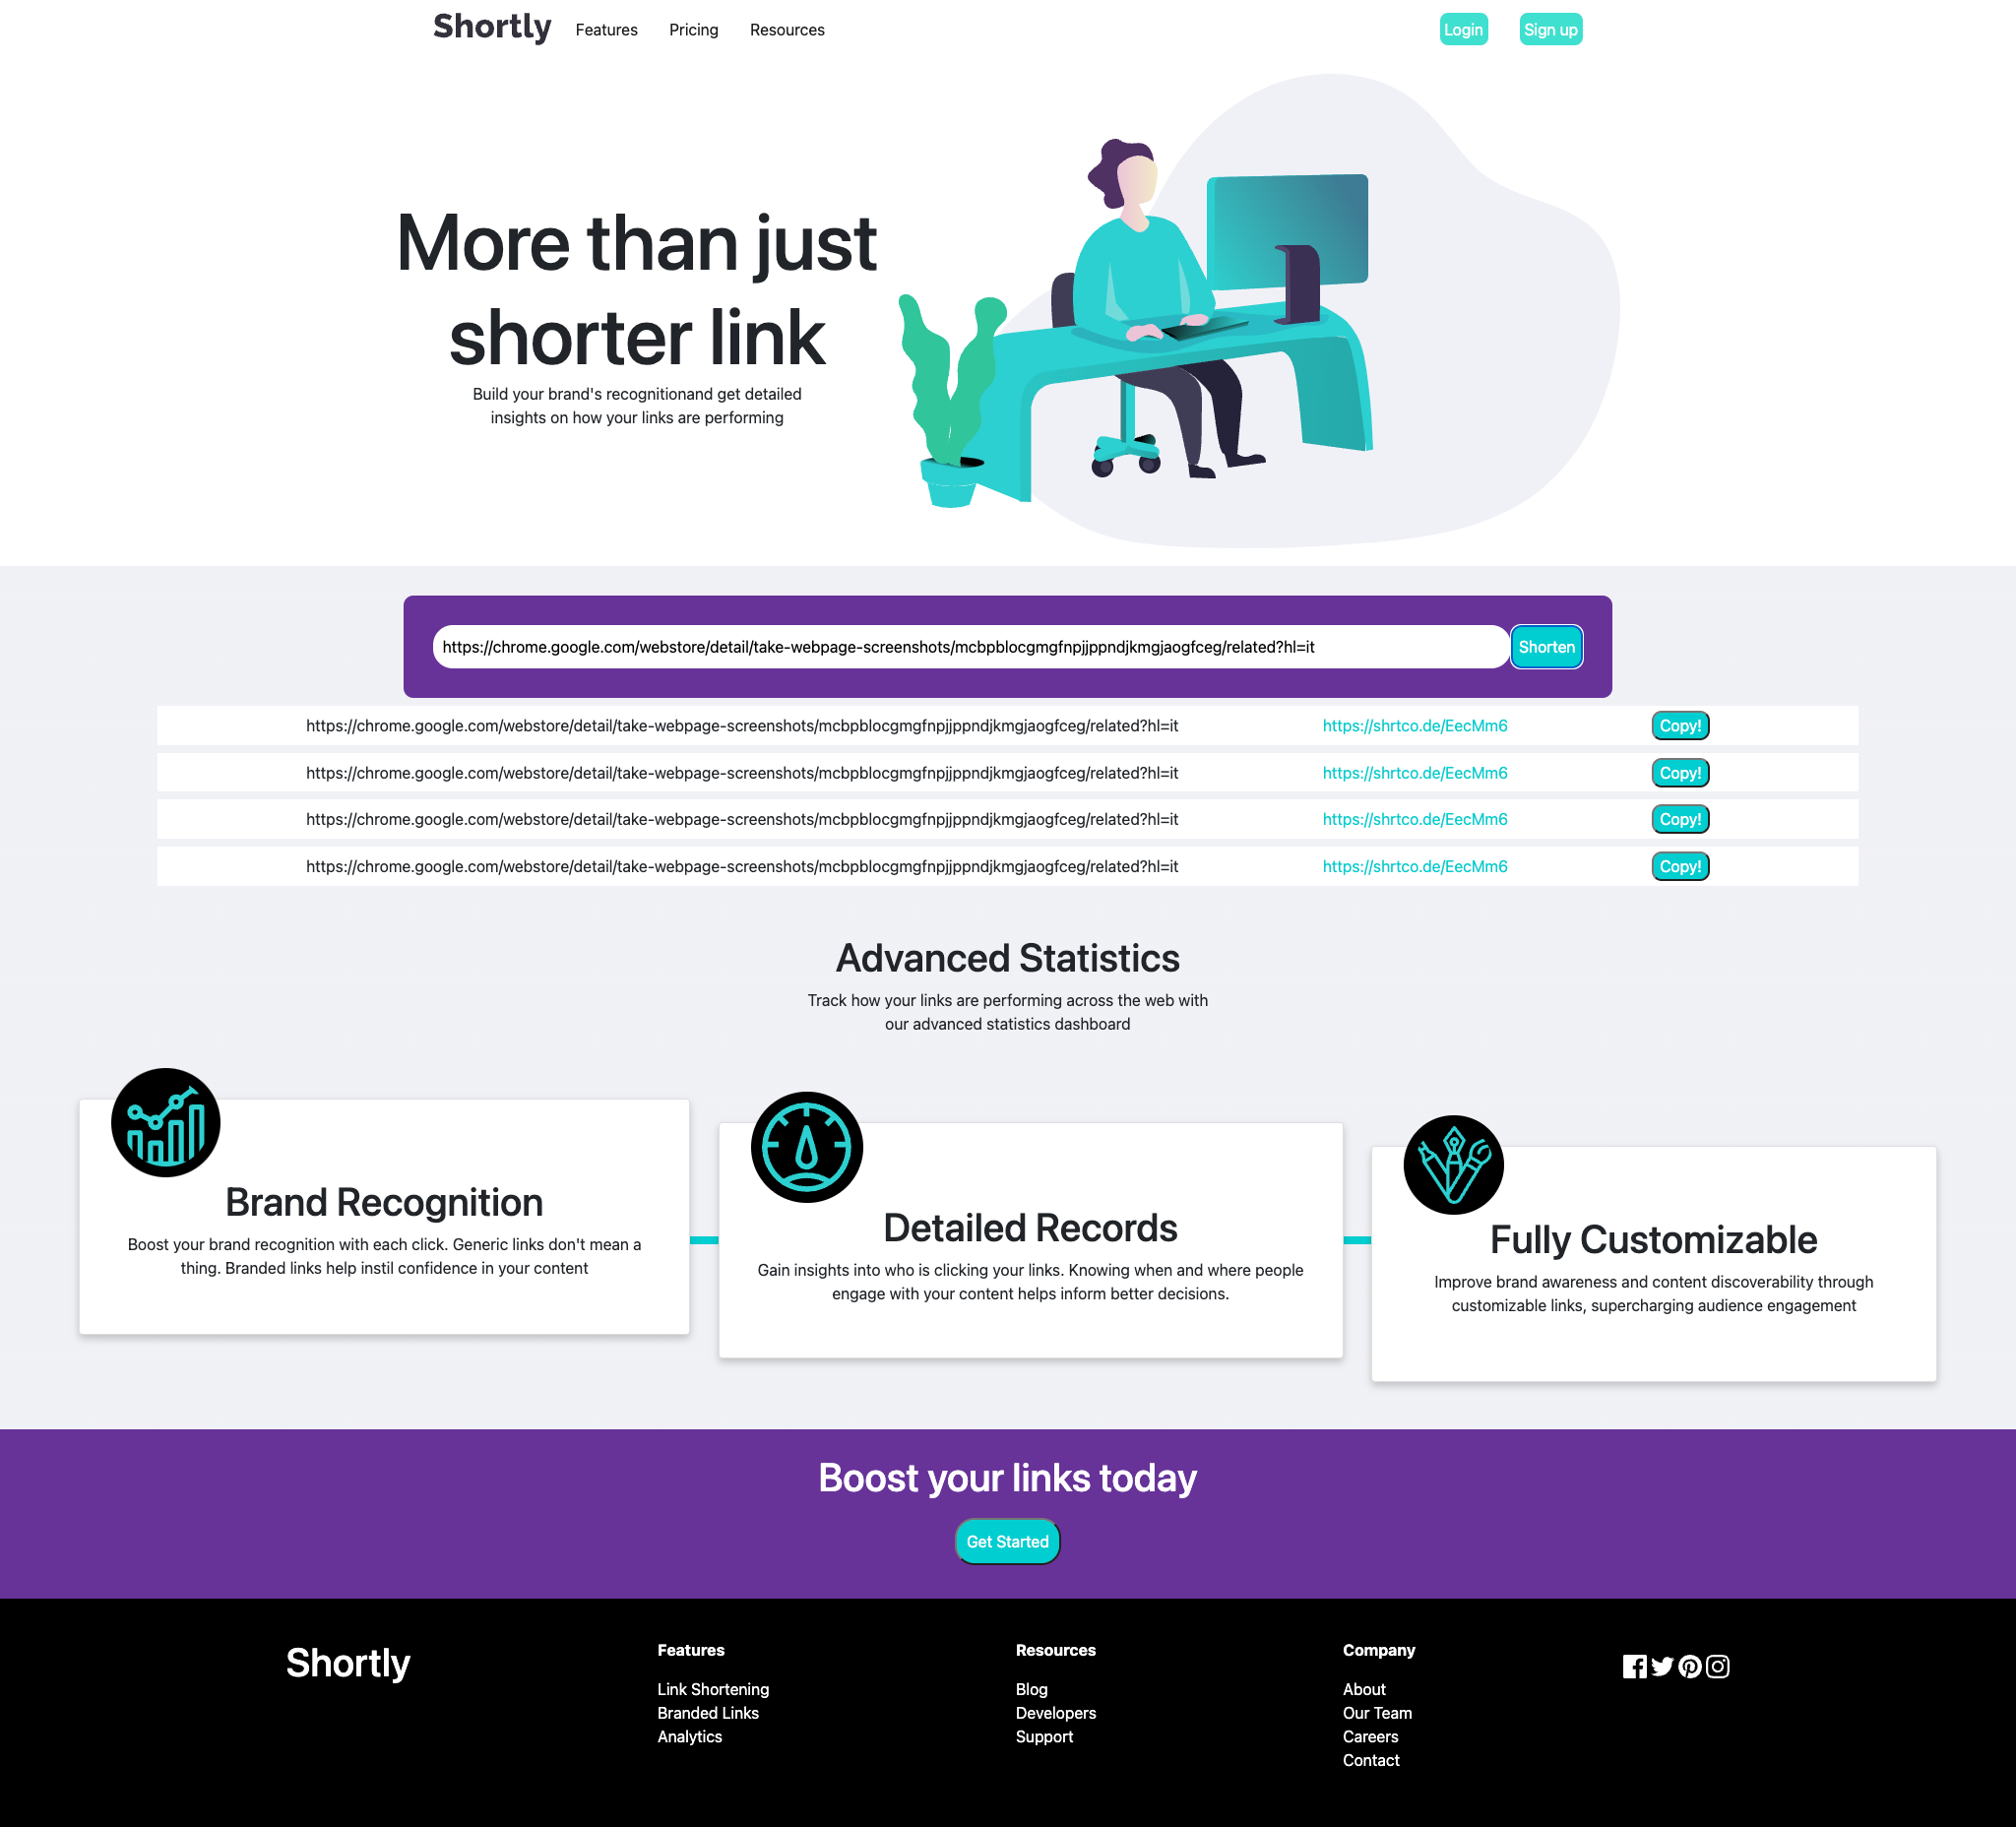 Shortly
Features
Pricing
Resources
Login
Sign up
More than just
shorter link
Build your brand's recognitionand get detailed
insights on how your links are performing
https://chrome.google.com/webstore/detail/take-webpage-screenshots/mcbpblocgmgfnpjjppndjkmgjaogfceg/related?hl=it
Shorten
https://chrome.google.com/webstore/detail/take-webpage-screenshots/mcbpblocgmgfnpjjppndjkmgjaogfceg/related?hl=it
https://shrtco.de/EecMm6
Copy!
https://chrome.google.com/webstore/detail/take-webpage-screenshots/mcbpblocgmgfnpjjppndjkmgjaogfceg/related?hl=it
https://shrtco.de/EecMm6
Copy!
https://chrome.google.com/webstore/detail/take-webpage-screenshots/mcbpblocgmgfnpjjppndjkmgjaogfceg/related?hl=it
https://shrtco.de/EecMm6
Copy!
https://chrome.google.com/webstore/detail/take-webpage-screenshots/mcbpblocgmgfnpjjppndjkmgjaogfceg/related?hl=it
https://shrtco.de/EecMm6
Copy!
Advanced Statistics
Track how your links are performing across the web with
our advanced statistics dashboard
Brand Recognition
Boost your brand recognition with each click. Generic links don't mean a
thing. Branded links help instil confidence in your content
Detailed Records
Gain insights into who is clicking your links. Knowing when and where people
engage with your content helps inform better decisions.
Fully Customizable
Improve brand awareness and content discoverability through
customizable links, supercharging audience engagement
Boost your links today
Get Started
Shortly
Features
Link Shortening
Branded Links
Analytics
Resources
Blog
Developers
Support
Company
About
Our Team
Careers
Contact